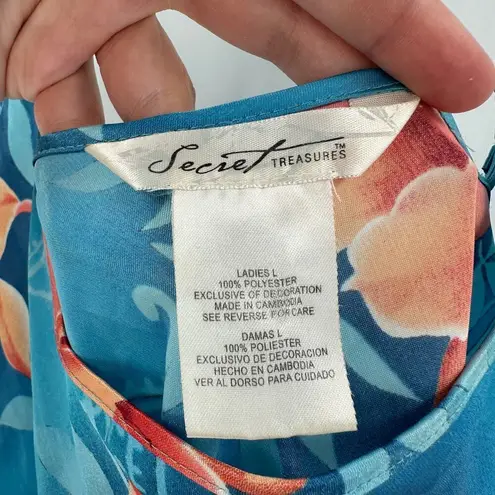 Secret TREASURES™
LADIES L
100% POLYESTER
EXCLUSIVE OF DECORATION
MADE IN CAMBODIA
SEE REVERSE FOR CARE
DAMAS L
100% POLIESTER
EXCLUSIVO DE DECORACION
HECHO EN CAMBODIA
VER AL DORSO PARA CUIDADO